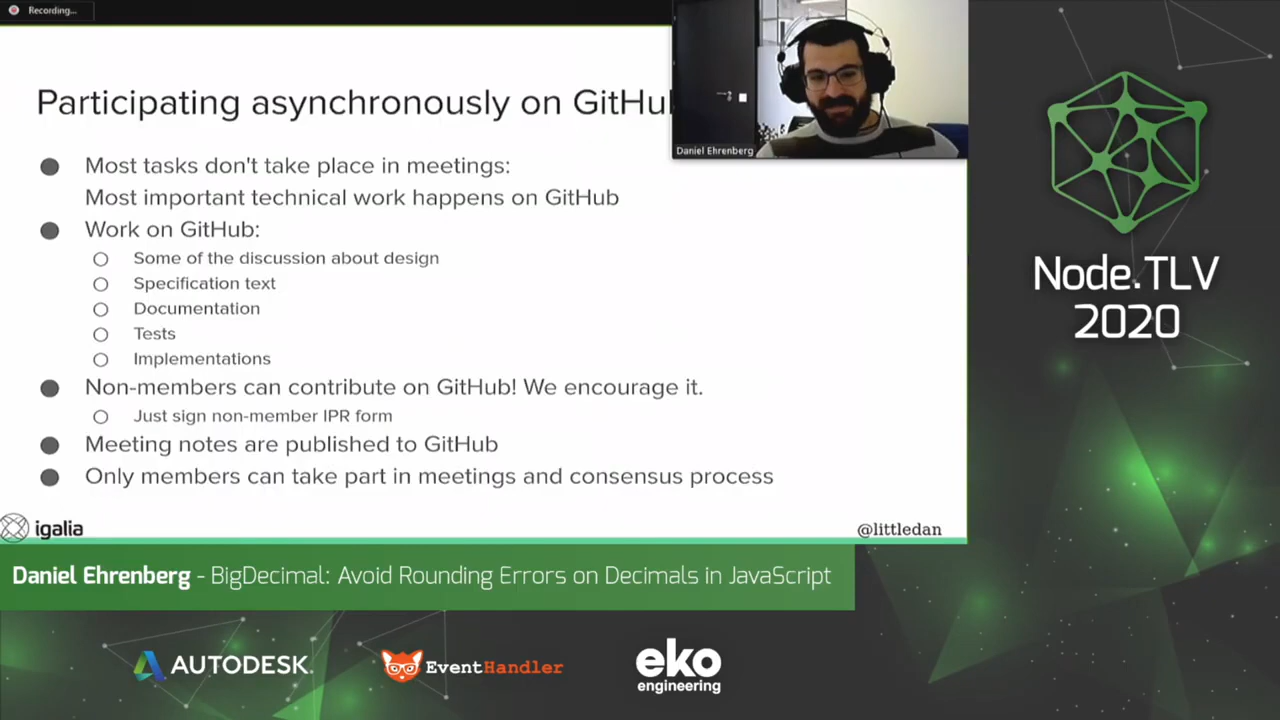 Recording...
Participating asynchronously on GitHu
Daniel Ehrenberg
Most tasks don't take place in meetings:
Most important technical work happens on GitHub
Work on GitHub:
Some of the discussion about design
Specification text
Documentation
Tests
Implementations
Non-members can contribute on GitHub! We encourage it.
Just sign non-member IPR form
Meeting notes are published to GitHub
Only members can take part in meetings and consensus process
igalia
@littledan
Node.TLV
2020
Daniel Ehrenberg - BigDecimal: Avoid Rounding Errors on Decimals in JavaScript
AUTODESK.
EventHandler
eko
engineering